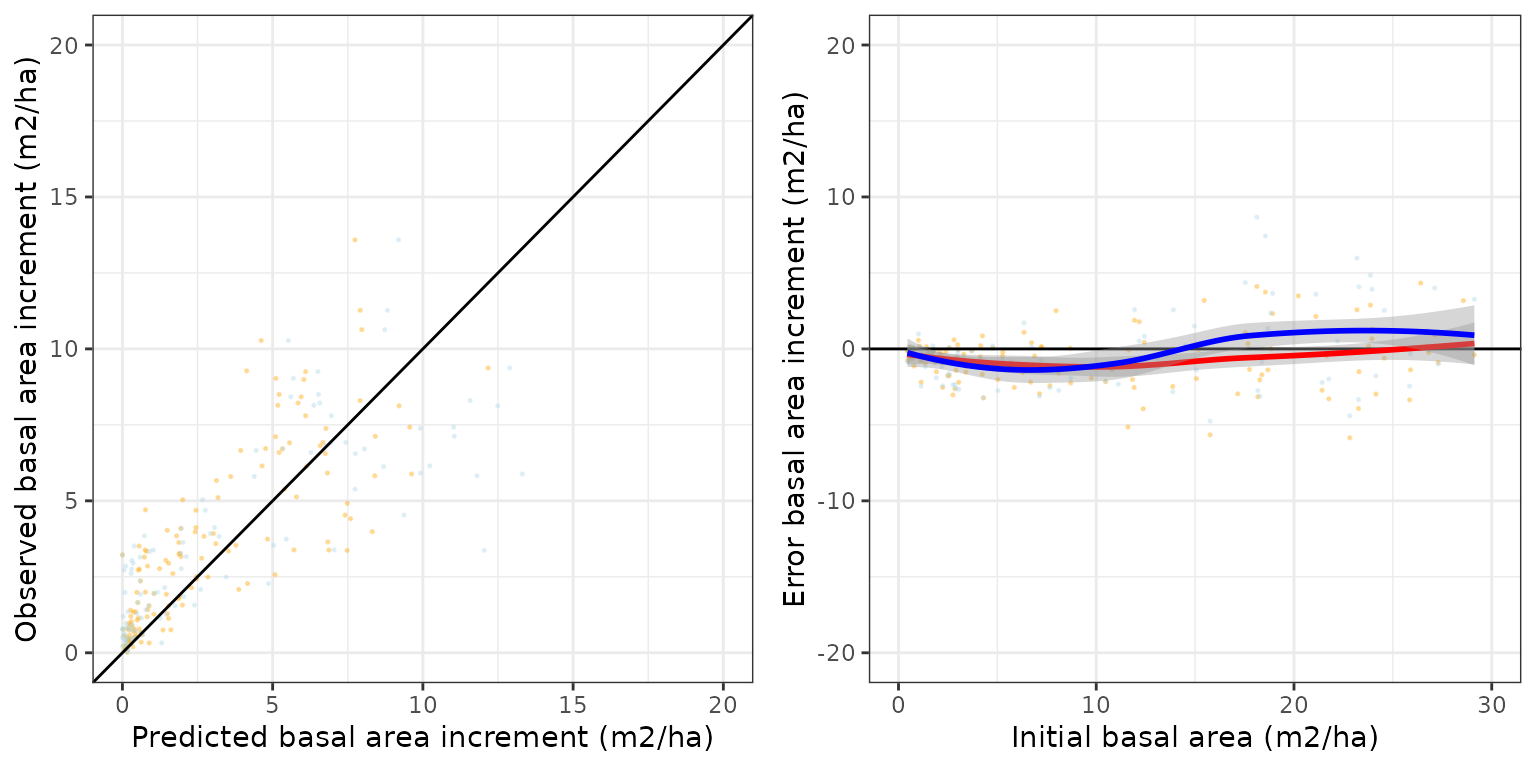 Observed basal area increment (m2/ha)
20
15
10
5
0
0 5 10 15 20
Predicted basal area increment (m2/ha)
Error basal area increment (m2/ha)
20
10
0
-10
-20
0 10 20 30
Initial basal area (m2/ha)